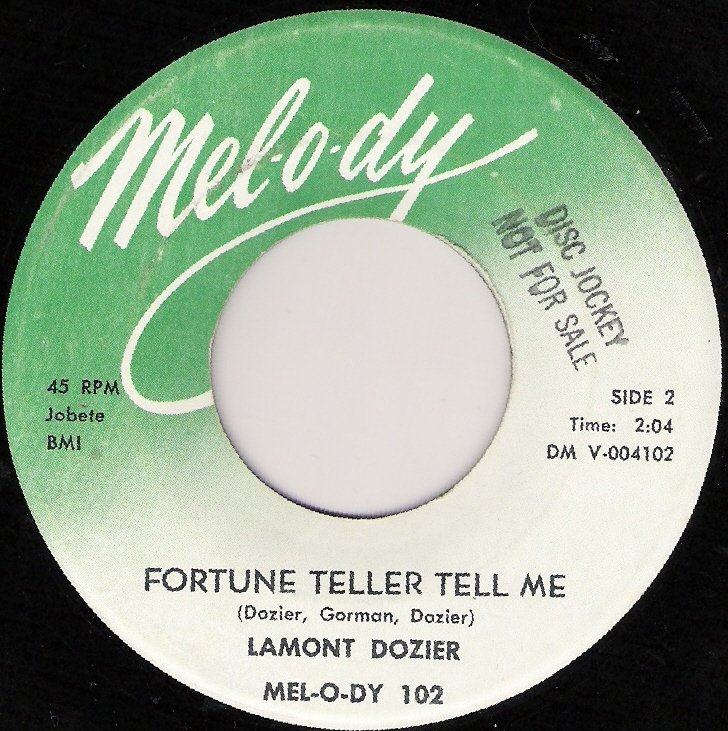 Mel-o-dy
DISC JOCKEY
NOT FOR SALE
45 RPM
Jobete
BMI
SIDE 2
Time: 2:04
DM V-004102
FORTUNE TELLER TELL ME
(Dozier, Gorman, Dozier)
LAMONT DOZIER
MEL-O-DY 102